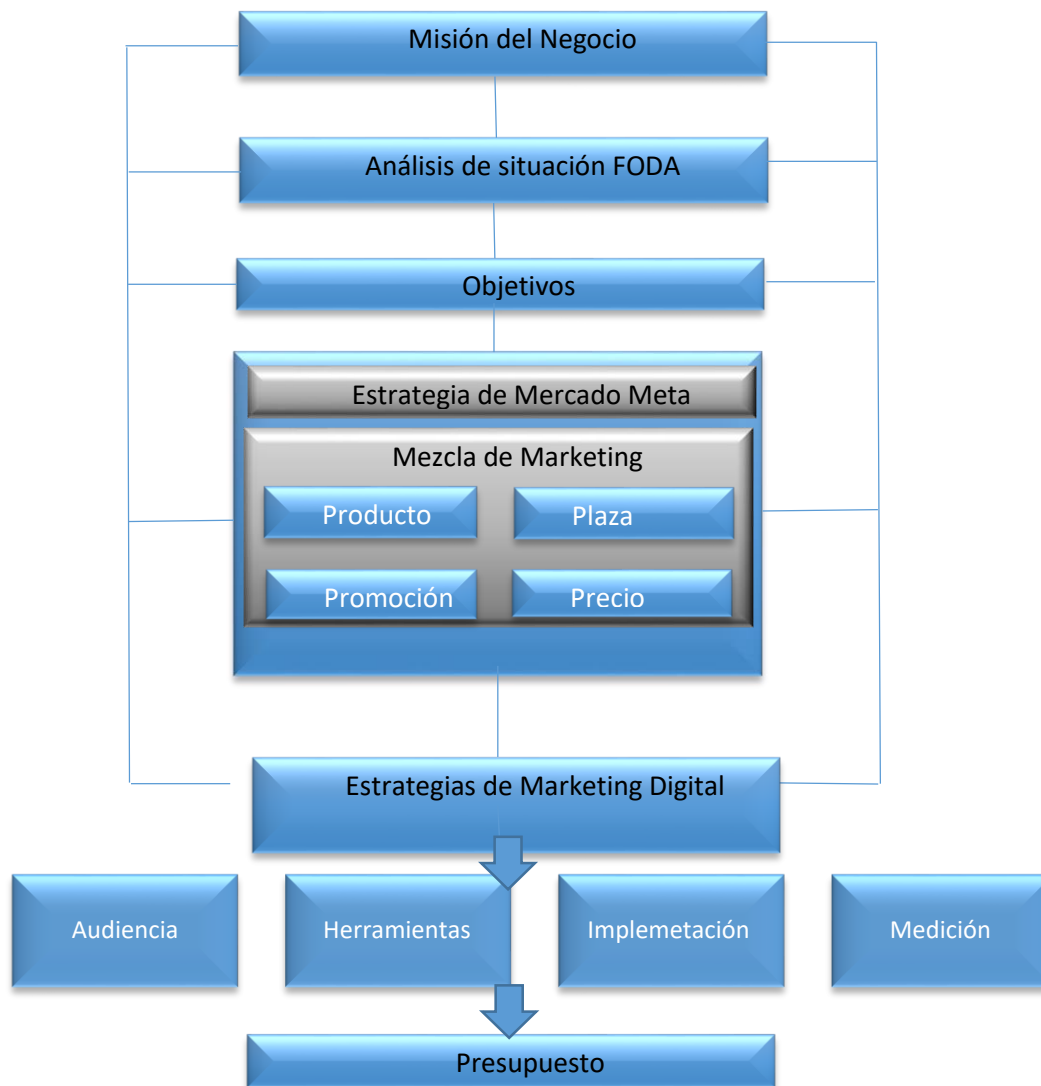 Misión del Negocio
Análisis de situación FODA
Objetivos
Estrategia de Mercado Meta
Mezcla de Marketing
Producto
Plaza
Promoción
Precio
Estrategias de Marketing Digital
Audiencia
Herramientas
Implemetación
Medición
Presupuesto